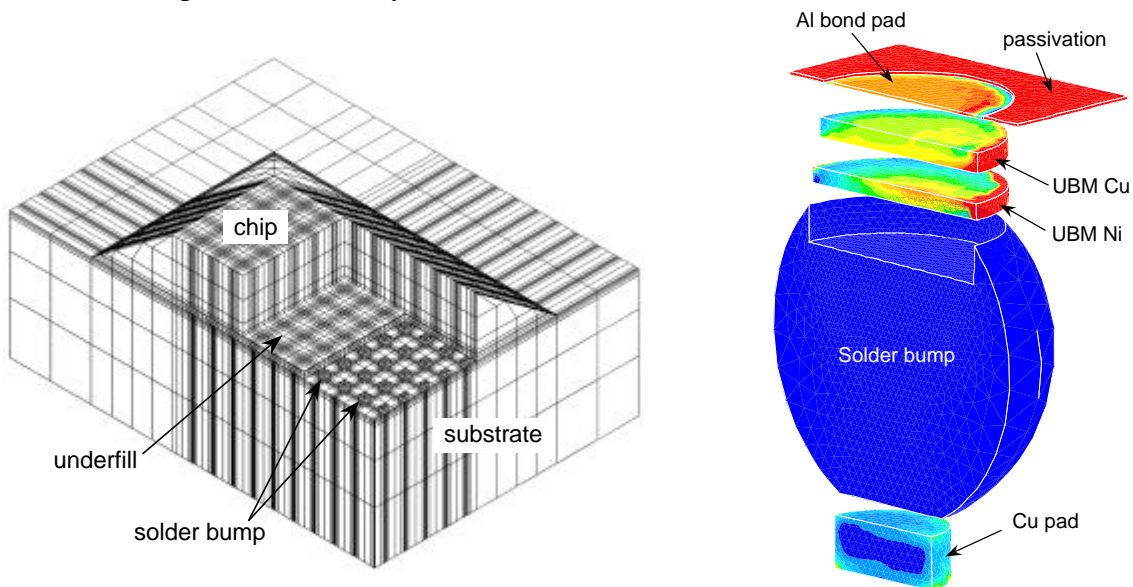 chip
substrate
underfill
solder bump
Al bond pad
passivation
UBM Cu
UBM Ni
Solder bump
Cu pad